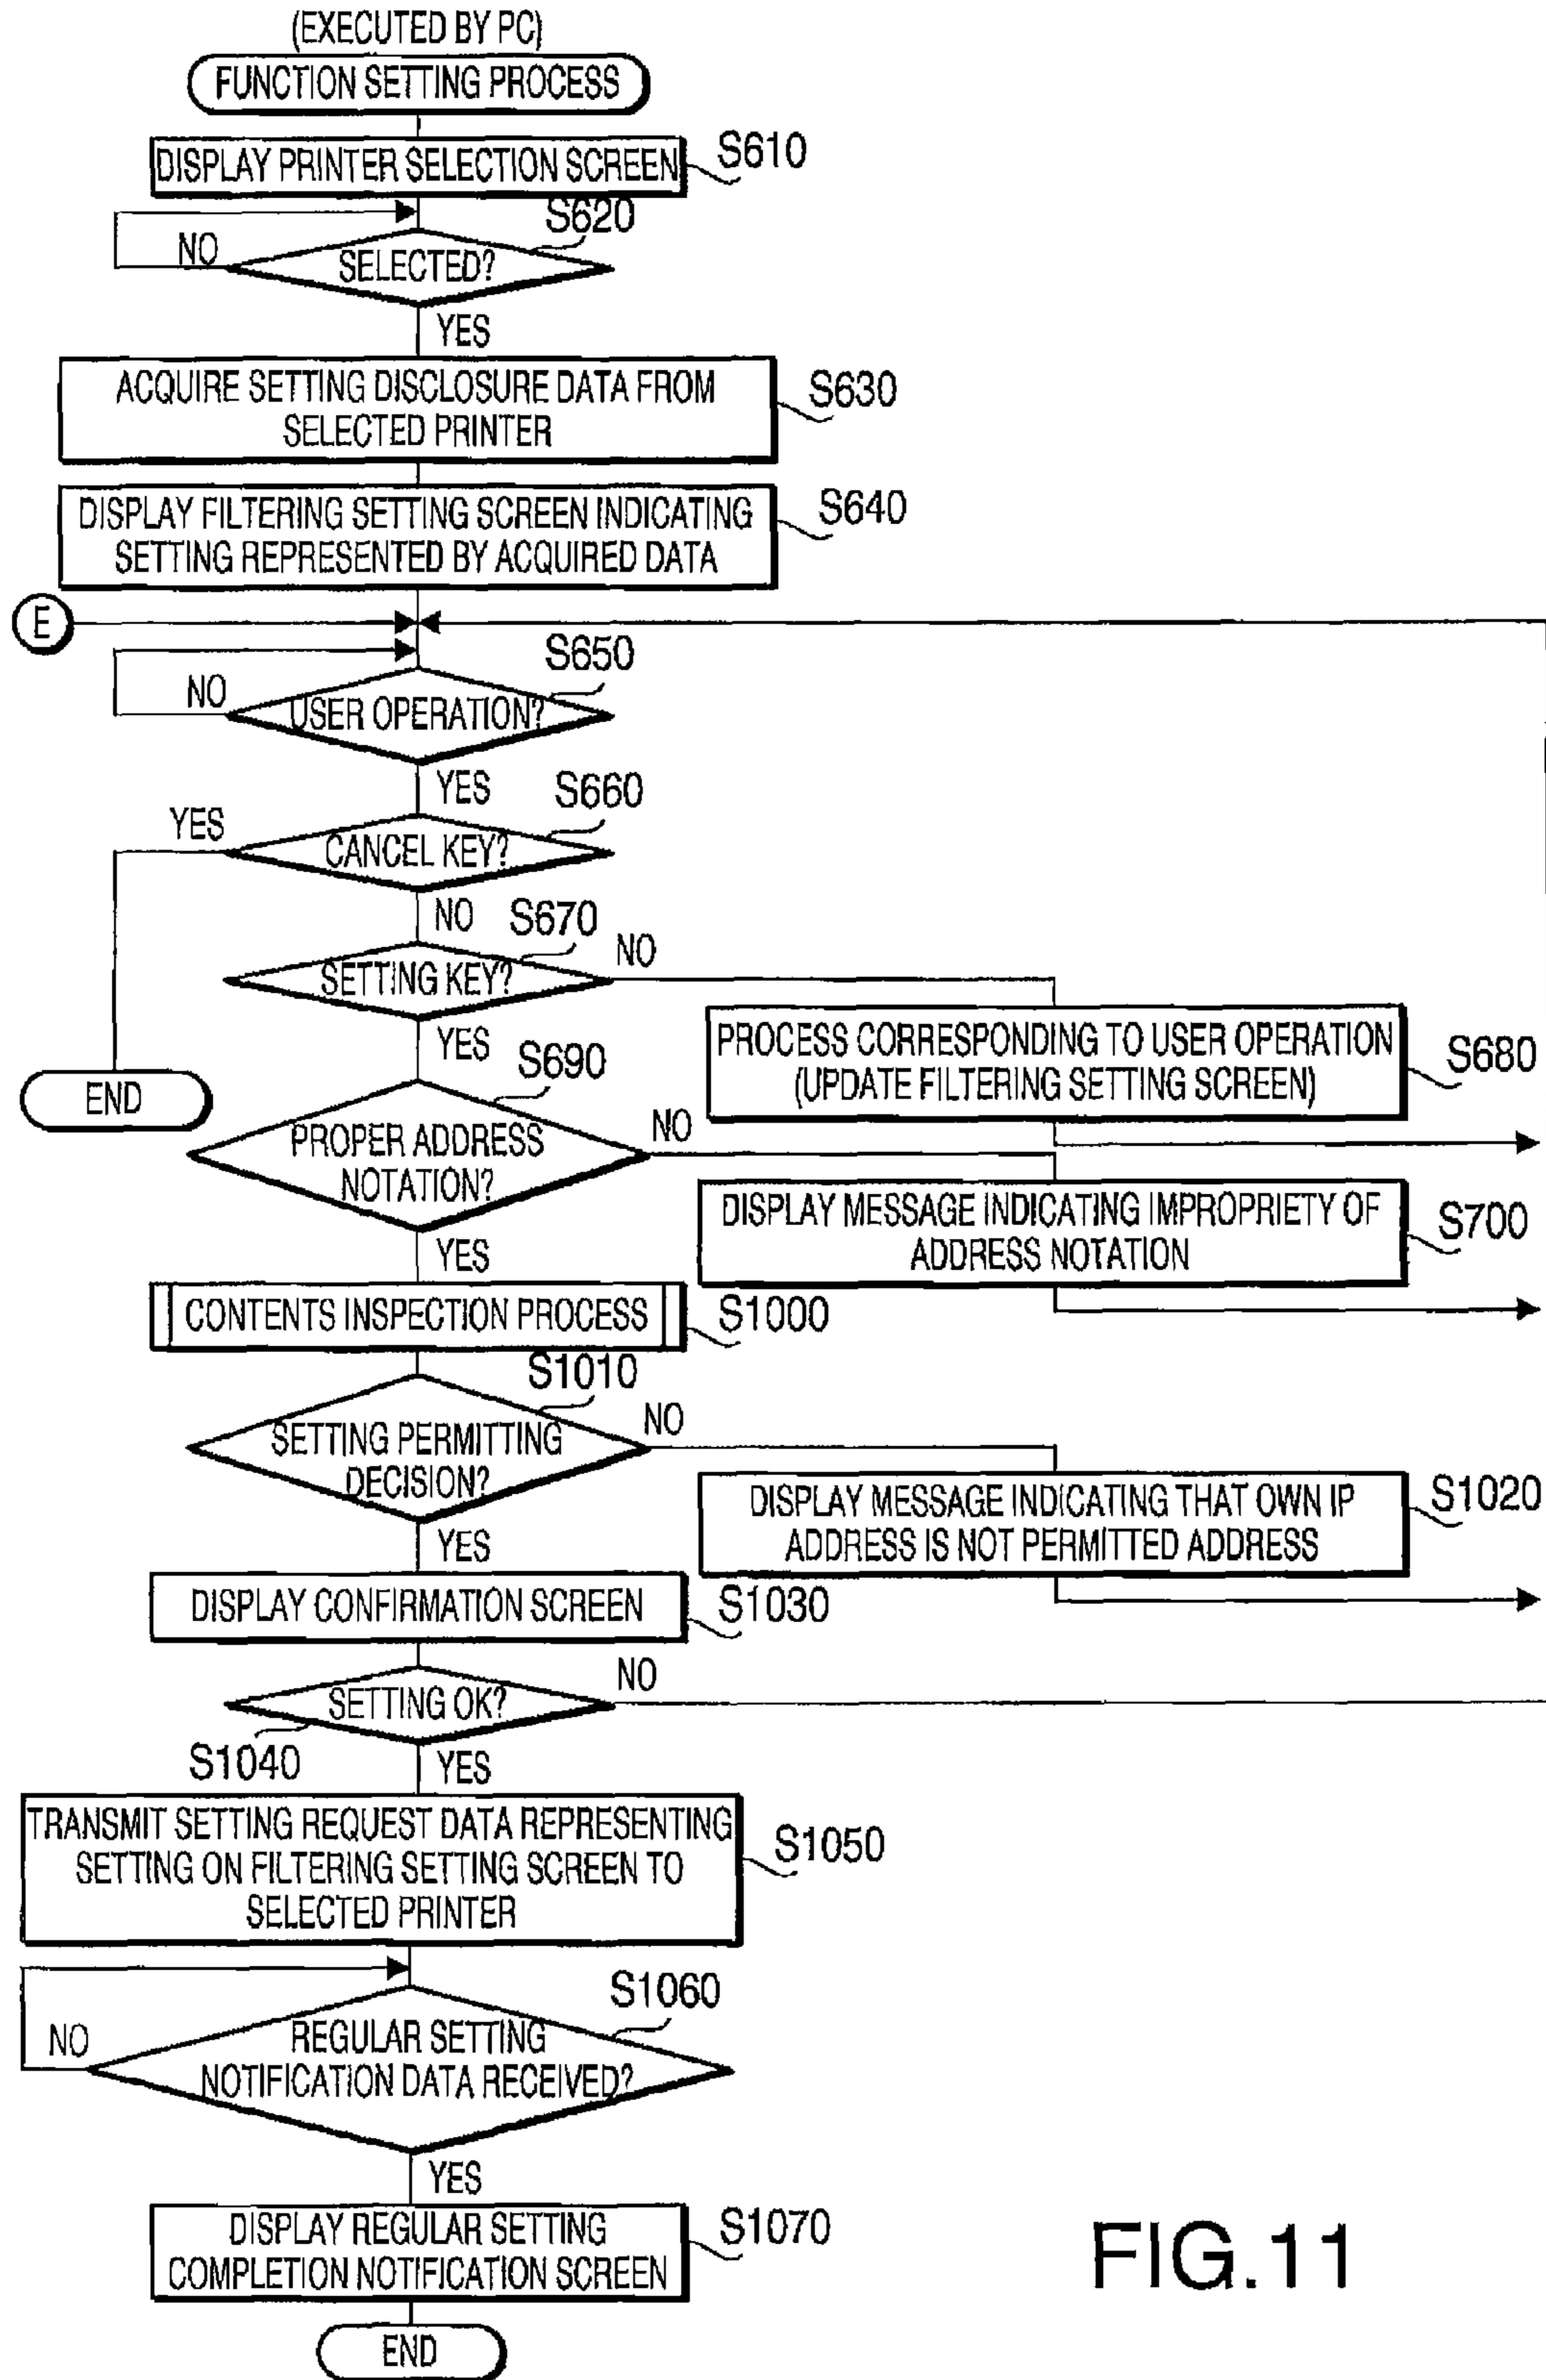 (EXECUTED BY PC)
FUNCTION SETTING PROCESS
DISPLAY PRINTER SELECTION SCREEN
S610
S620
NO
SELECTED?
YES
ACQUIRE SETTING DISCLOSURE DATA FROM
SELECTED PRINTER
S630
DISPLAY FILTERING SETTING SCREEN INDICATING
SETTING REPRESENTED BY ACQUIRED DATA
S640
E
S650
NO
USER OPERATION?
YES
S660
YES
CANCEL KEY?
NO
S670
NO
SETTING KEY?
YES
PROCESS CORRESPONDING TO USER OPERATION
(UPDATE FILTERING SETTING SCREEN)
S680
END
S690
PROPER ADDRESS
NOTATION?
NO
YES
DISPLAY MESSAGE INDICATING IMPROPRIETY OF
ADDRESS NOTATION
S700
CONTENTS INSPECTION PROCESS
S1000
S1010
SETTING PERMITTING
DECISION?
NO
YES
DISPLAY MESSAGE INDICATING THAT OWN IP
ADDRESS IS NOT PERMITTED ADDRESS
S1020
DISPLAY CONFIRMATION SCREEN
S1030
SETTING OK?
NO
S1040
YES
TRANSMIT SETTING REQUEST DATA REPRESENTING
SETTING ON FILTERING SETTING SCREEN TO
SELECTED PRINTER
S1050
S1060
NO
REGULAR SETTING
NOTIFICATION DATA RECEIVED?
YES
DISPLAY REGULAR SETTING
COMPLETION NOTIFICATION SCREEN
S1070
END
FIG.11